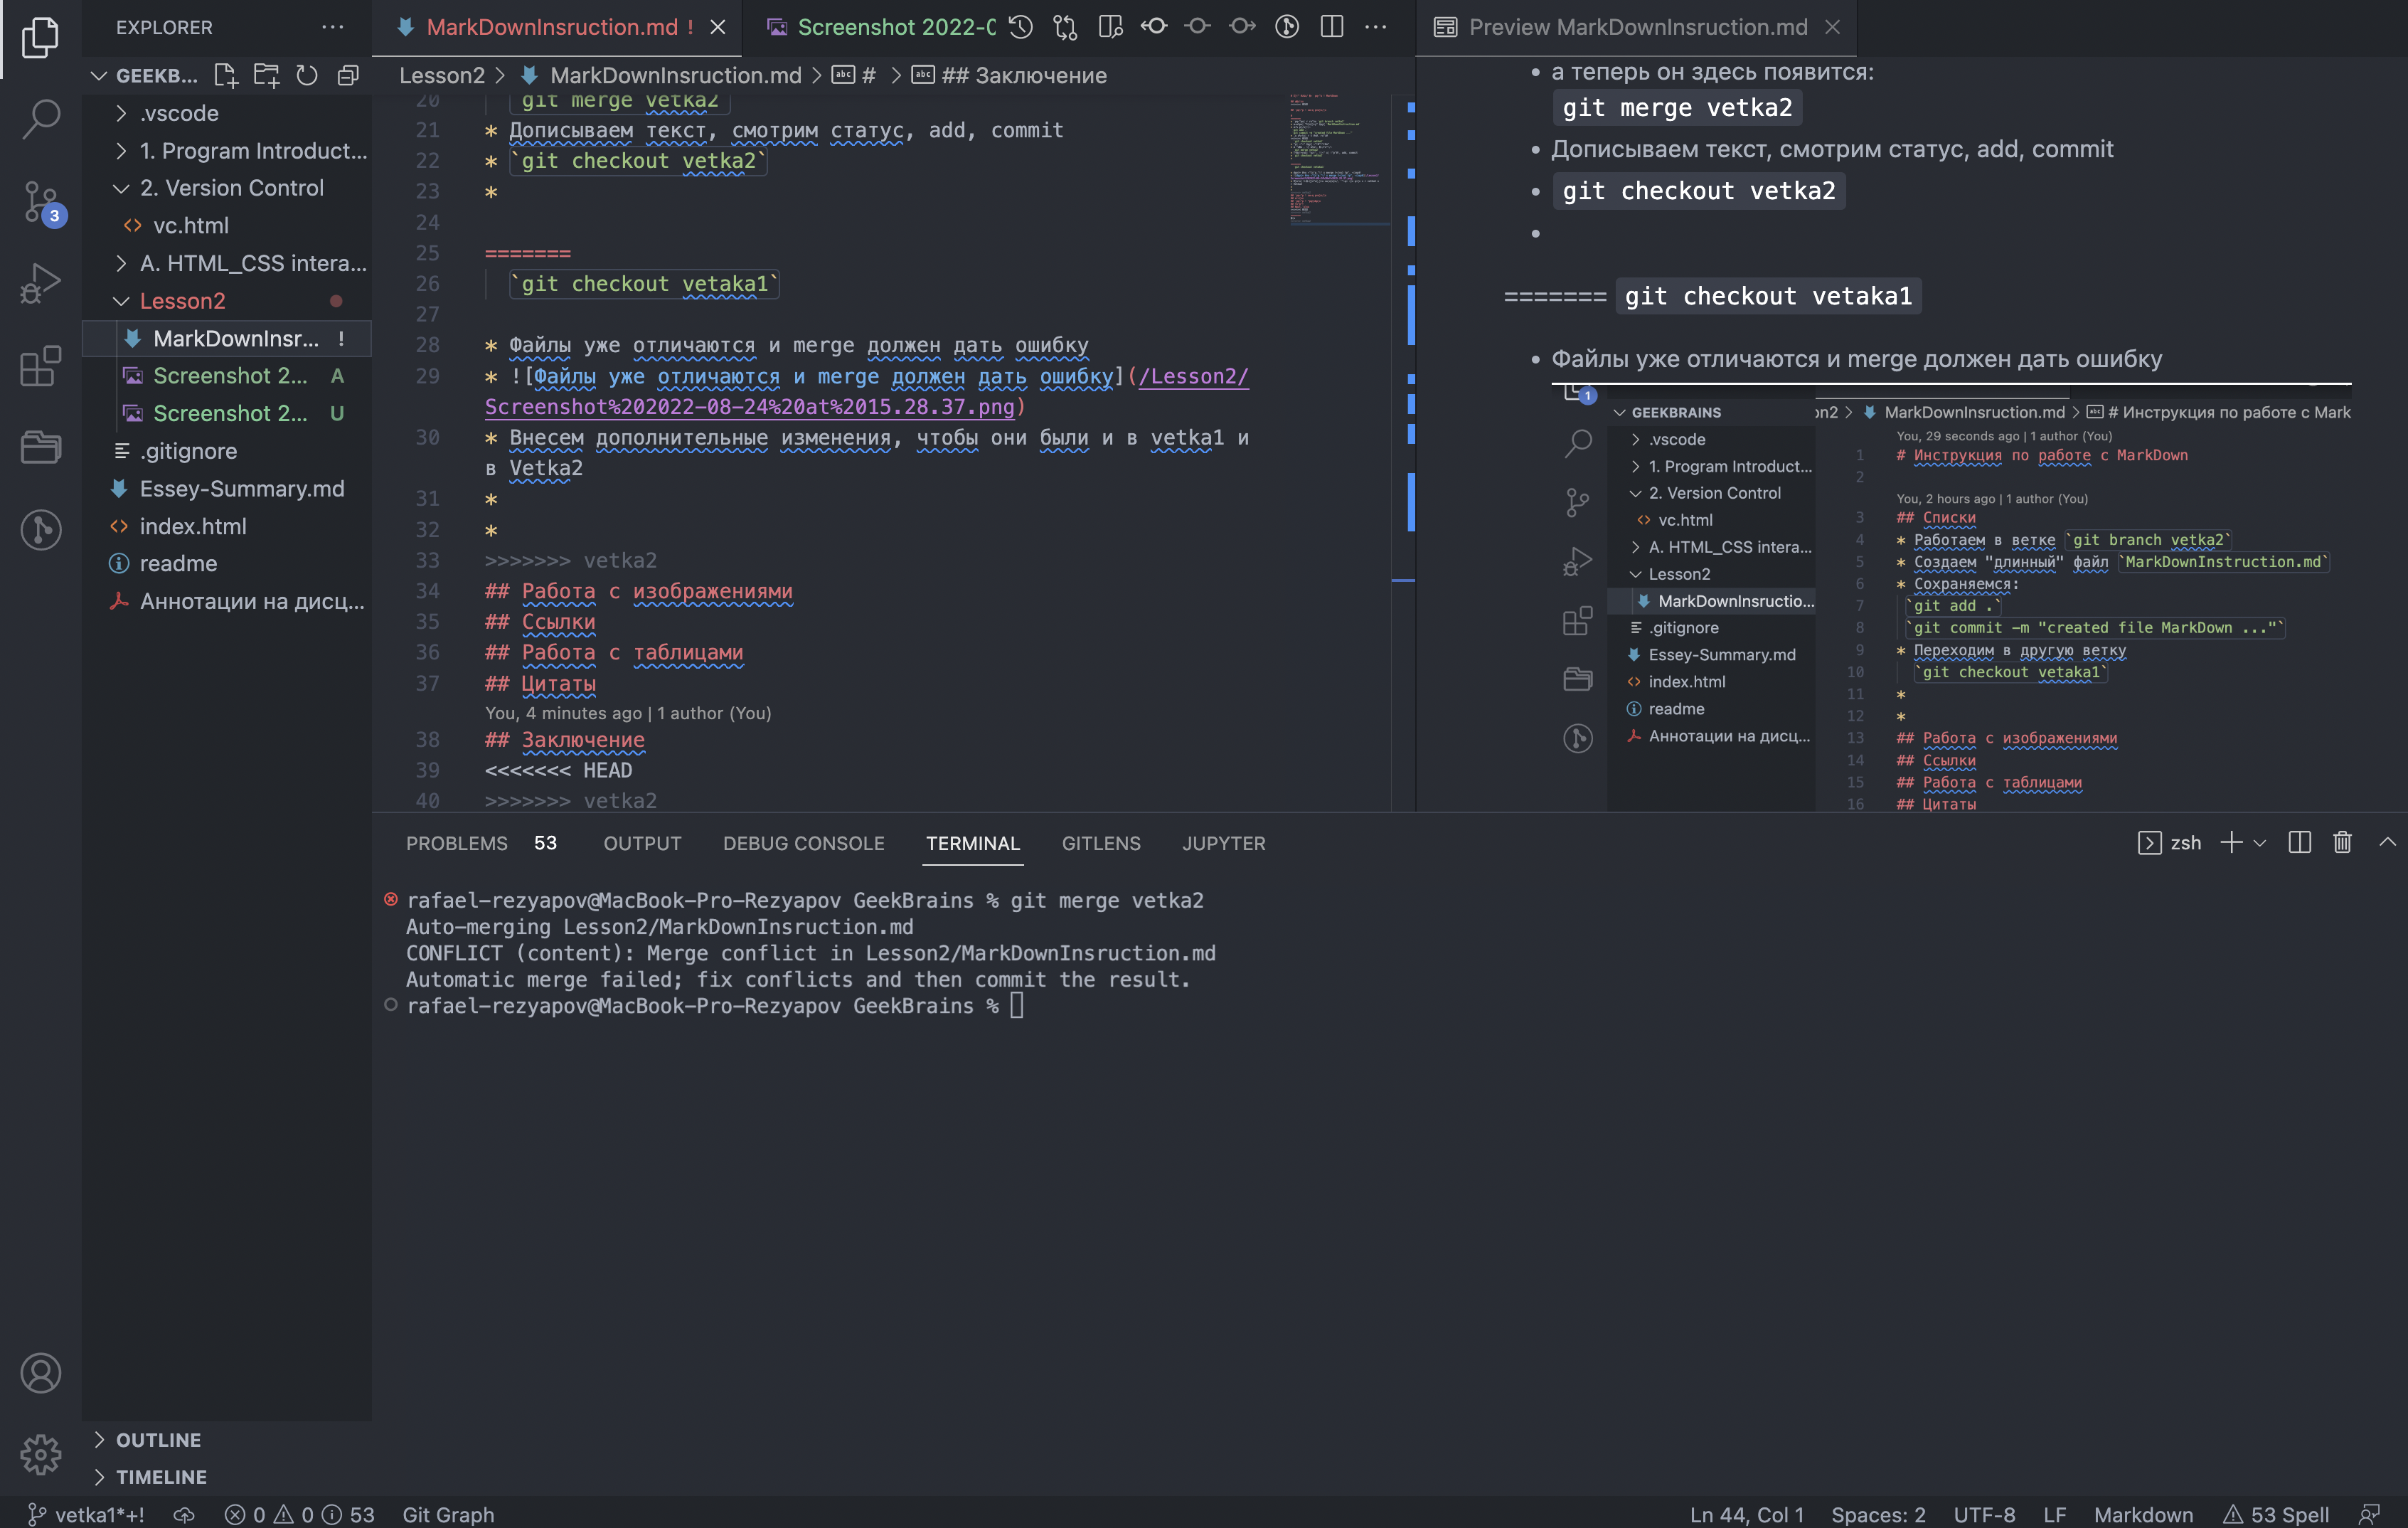 EXPLORER
GEEKB...
.vscode
1. Program Introduct...
2. Version Control
vc.html
A. HTML_CSS intera...
Lesson2
MarkDownInsr... !
Screenshot 2... A
Screenshot 2... U
.gitignore
Essey-Summary.md
index.html
readme
Аннотации на дисц...
3
OUTLINE
TIMELINE
MarkDownInsruction.md !
Screenshot 2022-0
Lesson2 > MarkDownInsruction.md > # > ## Заключение
20 git merge vetka2
21 * Дописываем текст, смотрим статус, add, commit
22 * `git checkout vetka2`
23 *
24
25 =======
26 `git checkout vetaka1`
27
28 * Файлы уже отличаются и merge должен дать ошибку
29 * ![Файлы уже отличаются и merge должен дать ошибку](/Lesson2/
Screenshot%202022-08-24%20at%2015.28.37.png)
30 * Внесем дополнительные изменения, чтобы они были и в vetka1 и
в Vetka2
31 *
32 *
33 >>>>>>> vetka2
34 ## Работа с изображениями
35 ## Ссылки
36 ## Работа с таблицами
37 ## Цитаты
You, 4 minutes ago | 1 author (You)
38 ## Заключение
39 <<<<<<< HEAD
40 >>>>>>> vetka2
Preview MarkDownInsruction.md
• а теперь он здесь появится:
git merge vetka2
• Дописываем текст, смотрим статус, add, commit
• git checkout vetka2
•
======= git checkout vetaka1
• Файлы уже отличаются и merge должен дать ошибку
1
GEEKBRAINS
.vscode
1. Program Introduct...
2. Version Control
vc.html
A. HTML_CSS intera...
Lesson2
MarkDownInsructio...
.gitignore
Essey-Summary.md
index.html
readme
Аннотации на дисц...
on2 > MarkDownInsruction.md > # Инструкция по работе с Mark
You, 29 seconds ago | 1 author (You)
1 # Инструкция по работе с MarkDown
2
You, 2 hours ago | 1 author (You)
3 ## Списки
4 * Работаем в ветке `git branch vetka2`
5 * Создаем "длинный" файл `MarkDownInstruction.md`
6 * Сохраняемся:
7 `git add .`
8 `git commit -m "created file MarkDown ..."`
9 * Переходим в другую ветку
10 `git checkout vetaka1`
11 *
12 *
13 ## Работа с изображениями
14 ## Ссылки
15 ## Работа с таблицами
16 ## Цитаты
PROBLEMS 53 OUTPUT DEBUG CONSOLE TERMINAL GITLENS JUPYTER
zsh
rafael-rezyapov@MacBook-Pro-Rezyapov GeekBrains % git merge vetka2
Auto-merging Lesson2/MarkDownInsruction.md
CONFLICT (content): Merge conflict in Lesson2/MarkDownInsruction.md
Automatic merge failed; fix conflicts and then commit the result.
rafael-rezyapov@MacBook-Pro-Rezyapov GeekBrains %
vetka1*+! 0 0 53 Git Graph
Ln 44, Col 1 Spaces: 2 UTF-8 LF Markdown 53 Spell